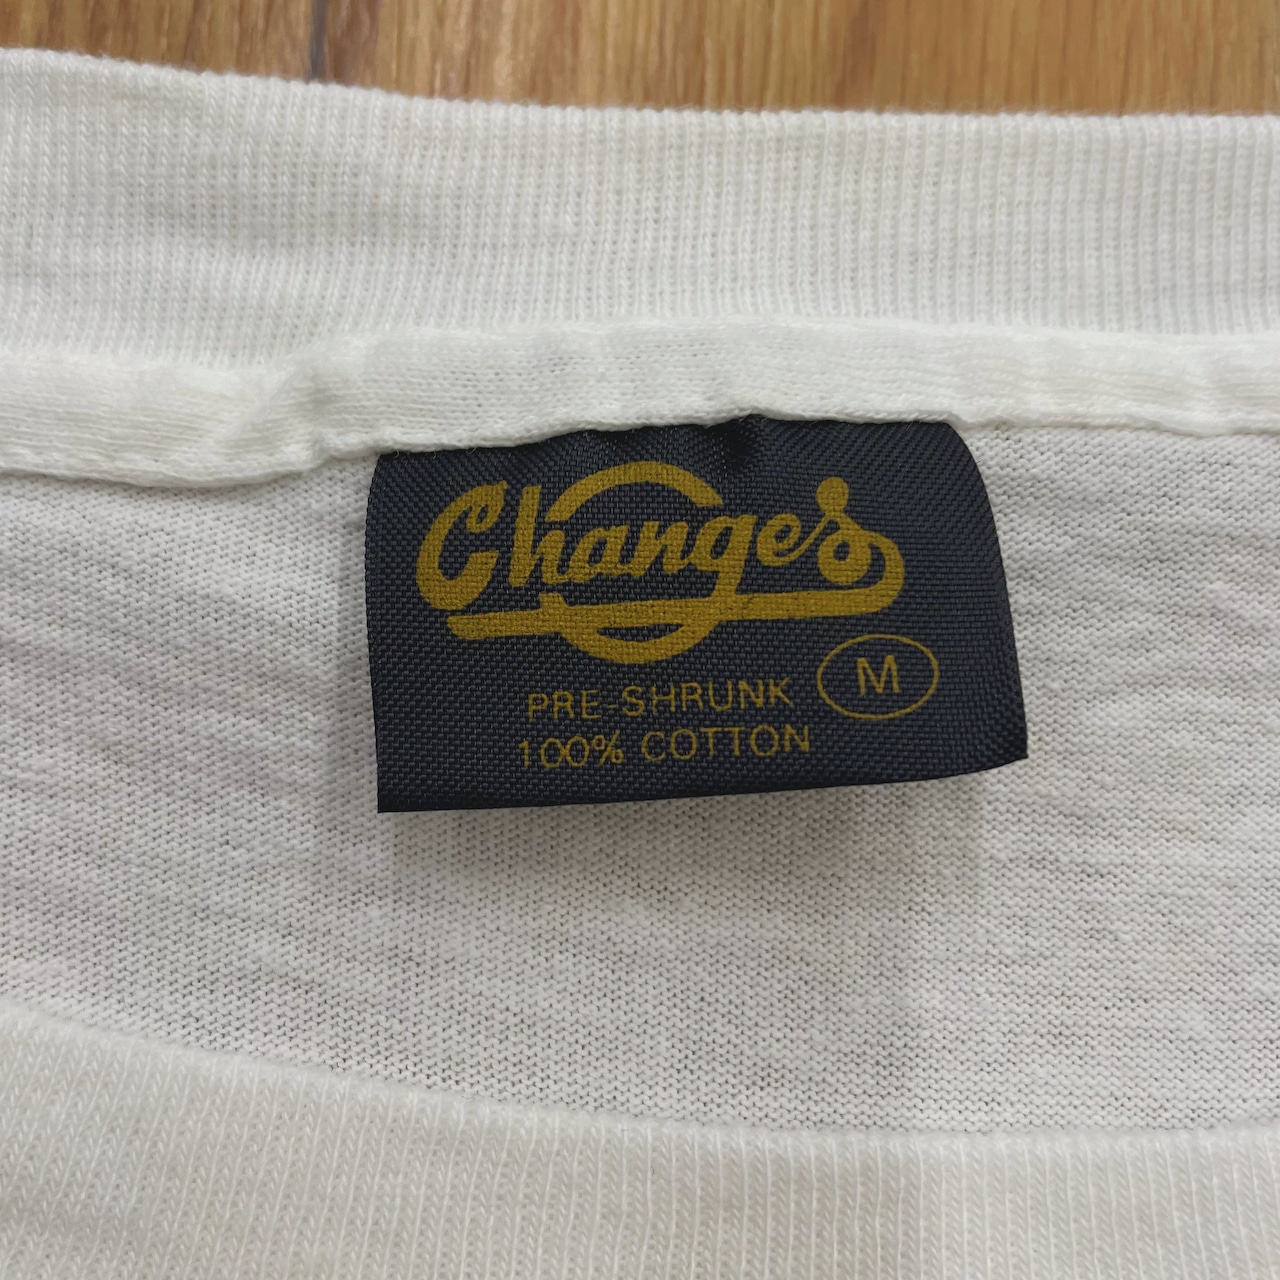 Changes
PRE-SHRUNK M
100% COTTON